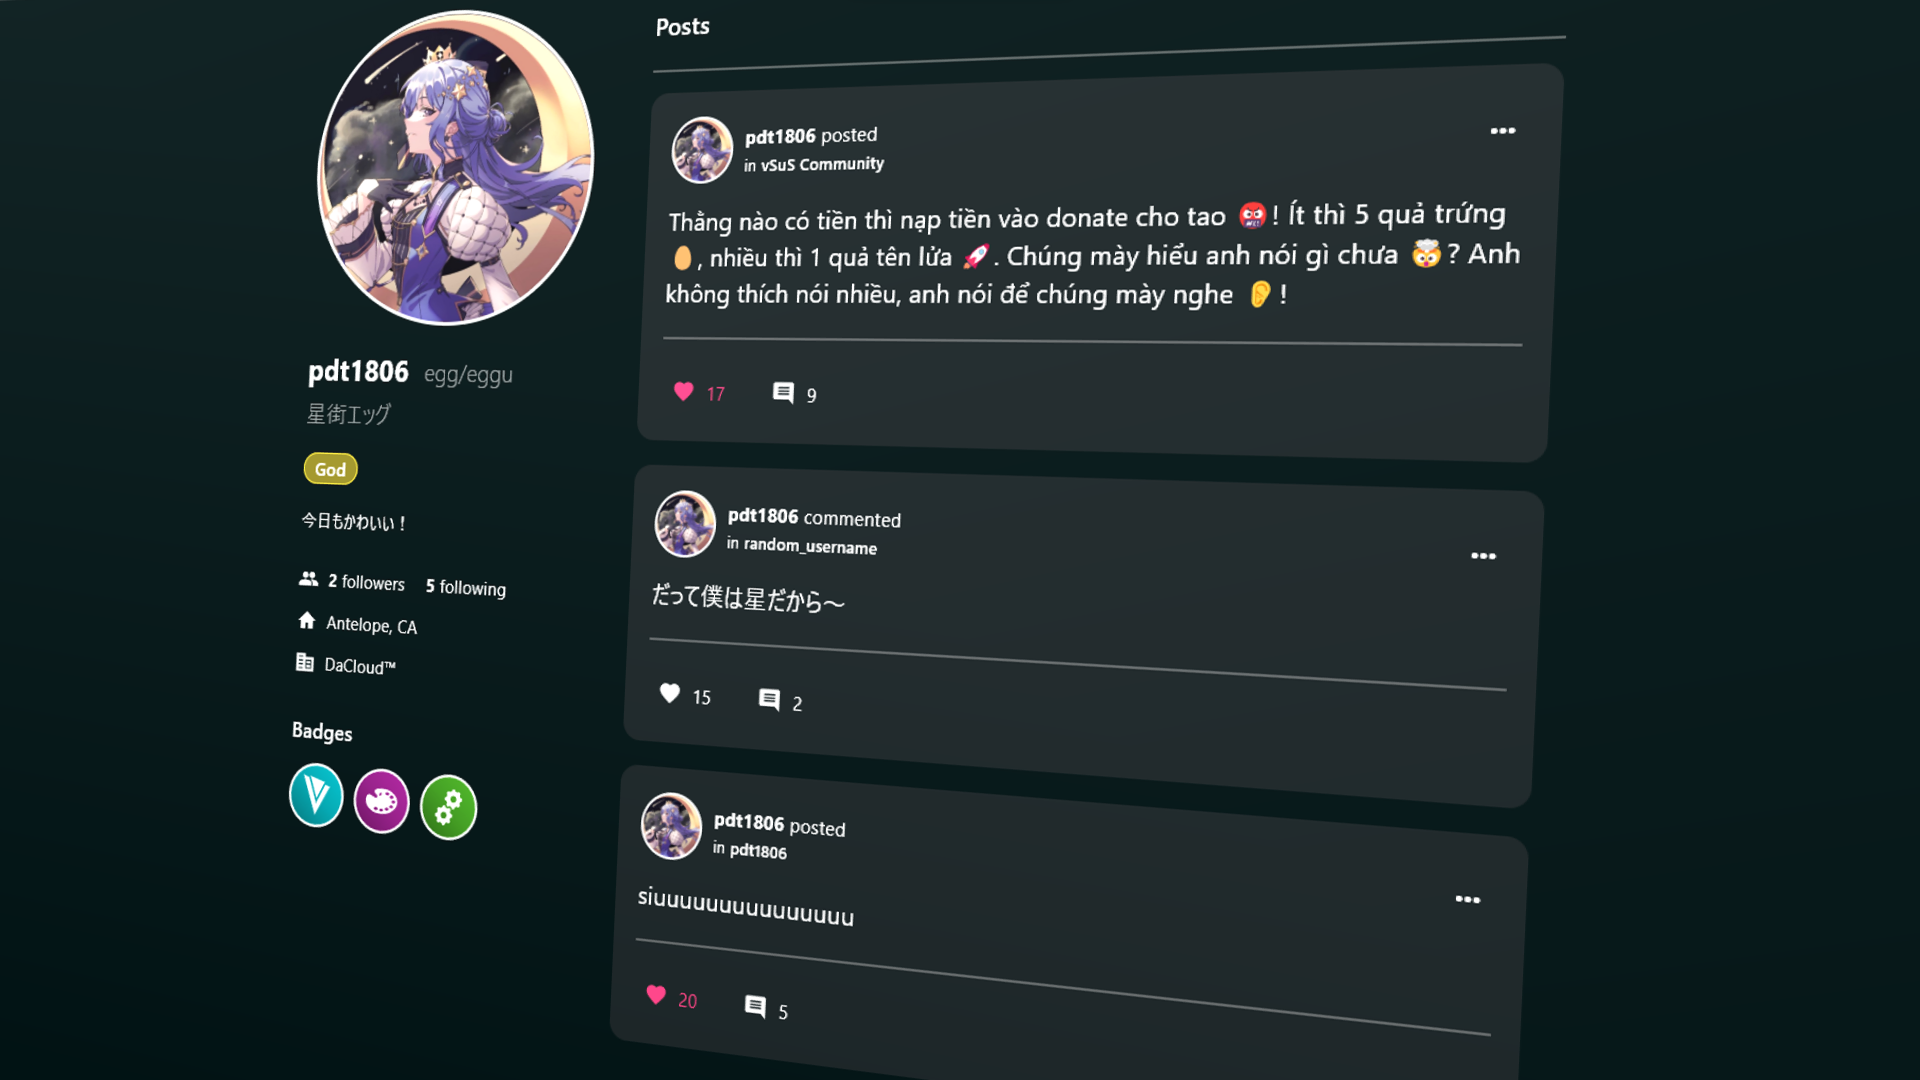 pdt1806 egg/eggu
星街エッグ
God
今日もかわいい！
2 followers 5 following
Antelope, CA
DaCloud™
Badges
Posts
pdt1806 posted
in vSuS Community
Thằng nào có tiền thì nạp tiền vào donate cho tao 👹! Ít thì 5 quả trứng
🥚, nhiều thì 1 quả tên lửa 🚀. Chúng mày hiểu anh nói gì chưa 🤯? Anh
không thích nói nhiều, anh nói để chúng mày nghe 👂!
17 9
pdt1806 commented
in random_username
だって僕は星だから〜
15 2
pdt1806 posted
in pdt1806
siuuuuuuuuuuuuuuu
20 5